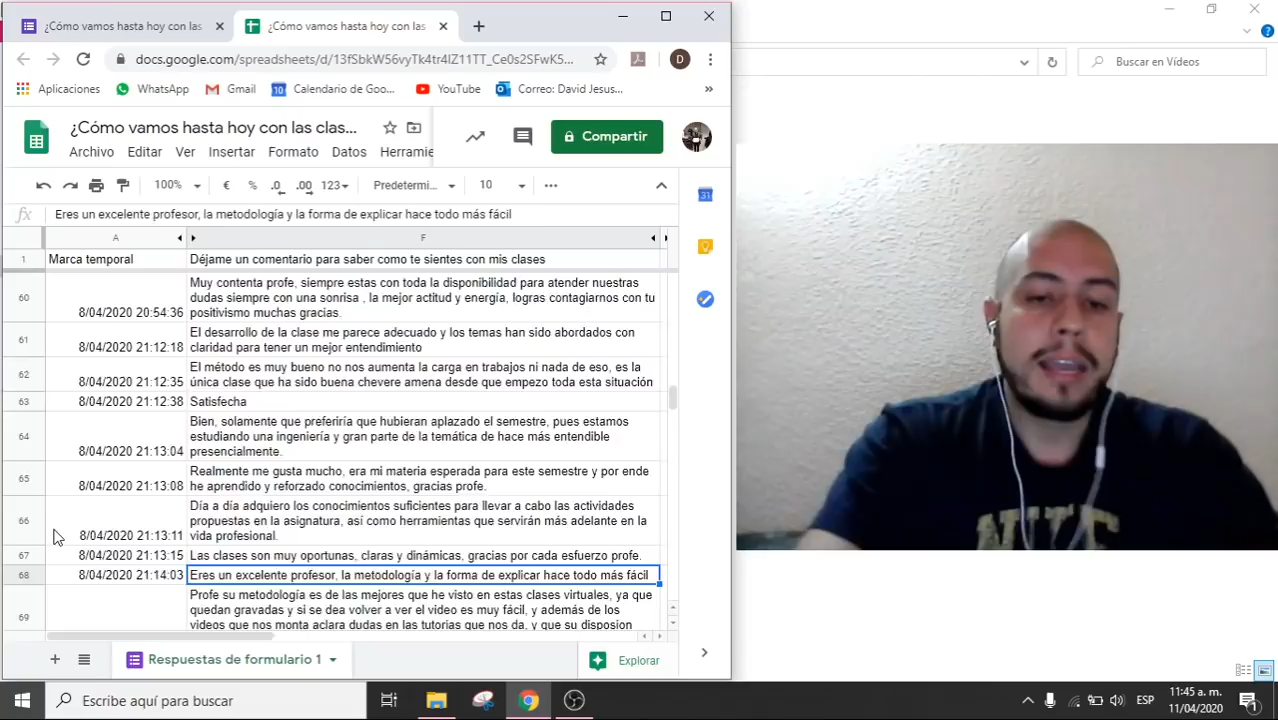 ¿Cómo vamos hasta hoy con las
¿Cómo vamos hasta hoy con las
docs.google.com/spreadsheets/d/13fSbkW56vyTk4tr4IZ11TT_Ce0s2SFwK5...
D
Buscar en Vídeos
Aplicaciones
WhatsApp
Gmail
Calendario de Goo...
YouTube
Correo: David Jesus...
»
¿Cómo vamos hasta hoy con las clas...
Compartir
Archivo Editar Ver Insertar Formato Datos Herramie
100% € % .0 .00 123 Predetermi... 10
31
fx Eres un excelente profesor, la metodología y la forma de explicar hace todo más fácil
A F
1 Marca temporal Déjame un comentario para saber como te sientes con mis clases
Muy contenta profe, siempre estas con toda la disponibilidad para atender nuestras
60 dudas siempre con una sonrisa , la mejor actitud y energía, logras contagiarnos con tu
8/04/2020 20:54:36 positivismo muchas gracias.
61 El desarrollo de la clase me parece adecuado y los temas han sido abordados con
8/04/2020 21:12:18 claridad para tener un mejor entendimiento
62 El método es muy bueno no nos aumenta la carga en trabajos ni nada de eso, es la
8/04/2020 21:12:35 única clase que ha sido buena chevere amena desde que empezo toda esta situación
63 8/04/2020 21:12:38 Satisfecha
Bien, solamente que preferiría que hubieran aplazado el semestre, pues estamos
64 estudiando una ingeniería y gran parte de la temática de hace más entendible
8/04/2020 21:13:04 presencialmente.
65 Realmente me gusta mucho, era mi materia esperada para este semestre y por ende
8/04/2020 21:13:08 he aprendido y reforzado conocimientos, gracias profe.
Día a día adquiero los conocimientos suficientes para llevar a cabo las actividades
66 propuestas en la asignatura, así como herramientas que servirán más adelante en la
8/04/2020 21:13:11 vida profesional.
67 8/04/2020 21:13:15 Las clases son muy oportunas, claras y dinámicas, gracias por cada esfuerzo profe.
68 8/04/2020 21:14:03 Eres un excelente profesor, la metodología y la forma de explicar hace todo más fácil
Profe su metodología es de las mejores que he visto en estas clases virtuales, ya que
69 quedan gravadas y si se dea volver a ver el video es muy fácil, y además de los
videos que nos monta aclara dudas en las tutorias que nos da, y que su disposion
Respuestas de formulario 1
Explorar
Escribe aquí para buscar
ESP
11:45 a. m.
11/04/2020
1